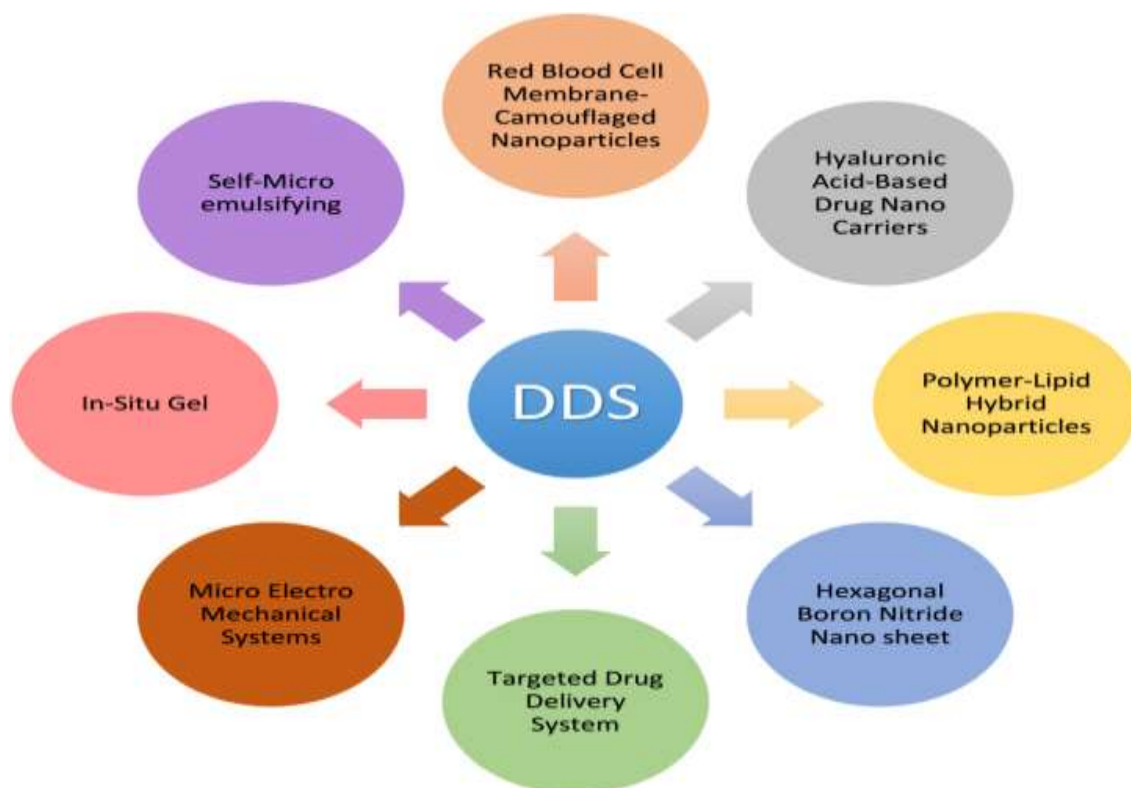 Red Blood Cell
Membrane-
Camouflaged
Nanoparticles
Hyaluronic
Acid-Based
Drug Nano
Carriers
Polymer-Lipid
Hybrid
Nanoparticles
Hexagonal
Boron Nitride
Nano sheet
Targeted Drug
Delivery
System
Micro Electro
Mechanical
Systems
In-Situ Gel
Self-Micro
emulsifying
DDS